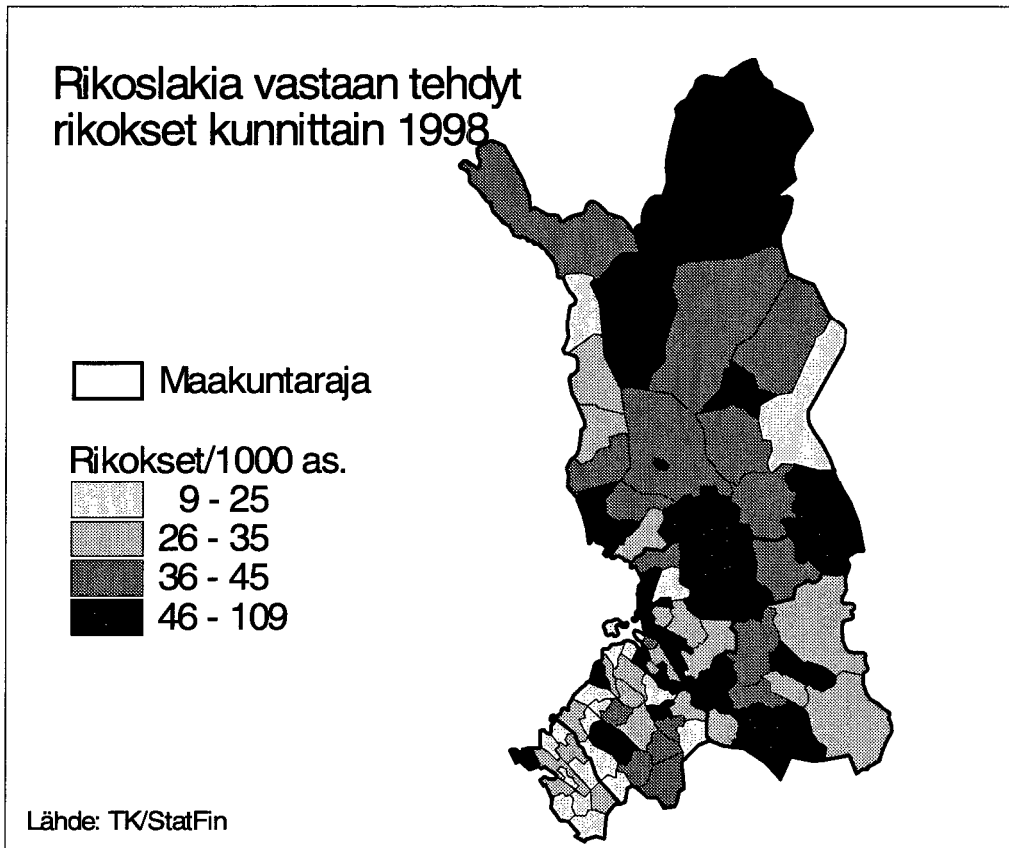 Rikoslakia vastaan tehdyt
rikokset kunnittain 1998
Maakuntaraja
Rikokset/1000 as.
9 - 25
26 - 35
36 - 45
46 - 109
Lähde: TK/StatFin